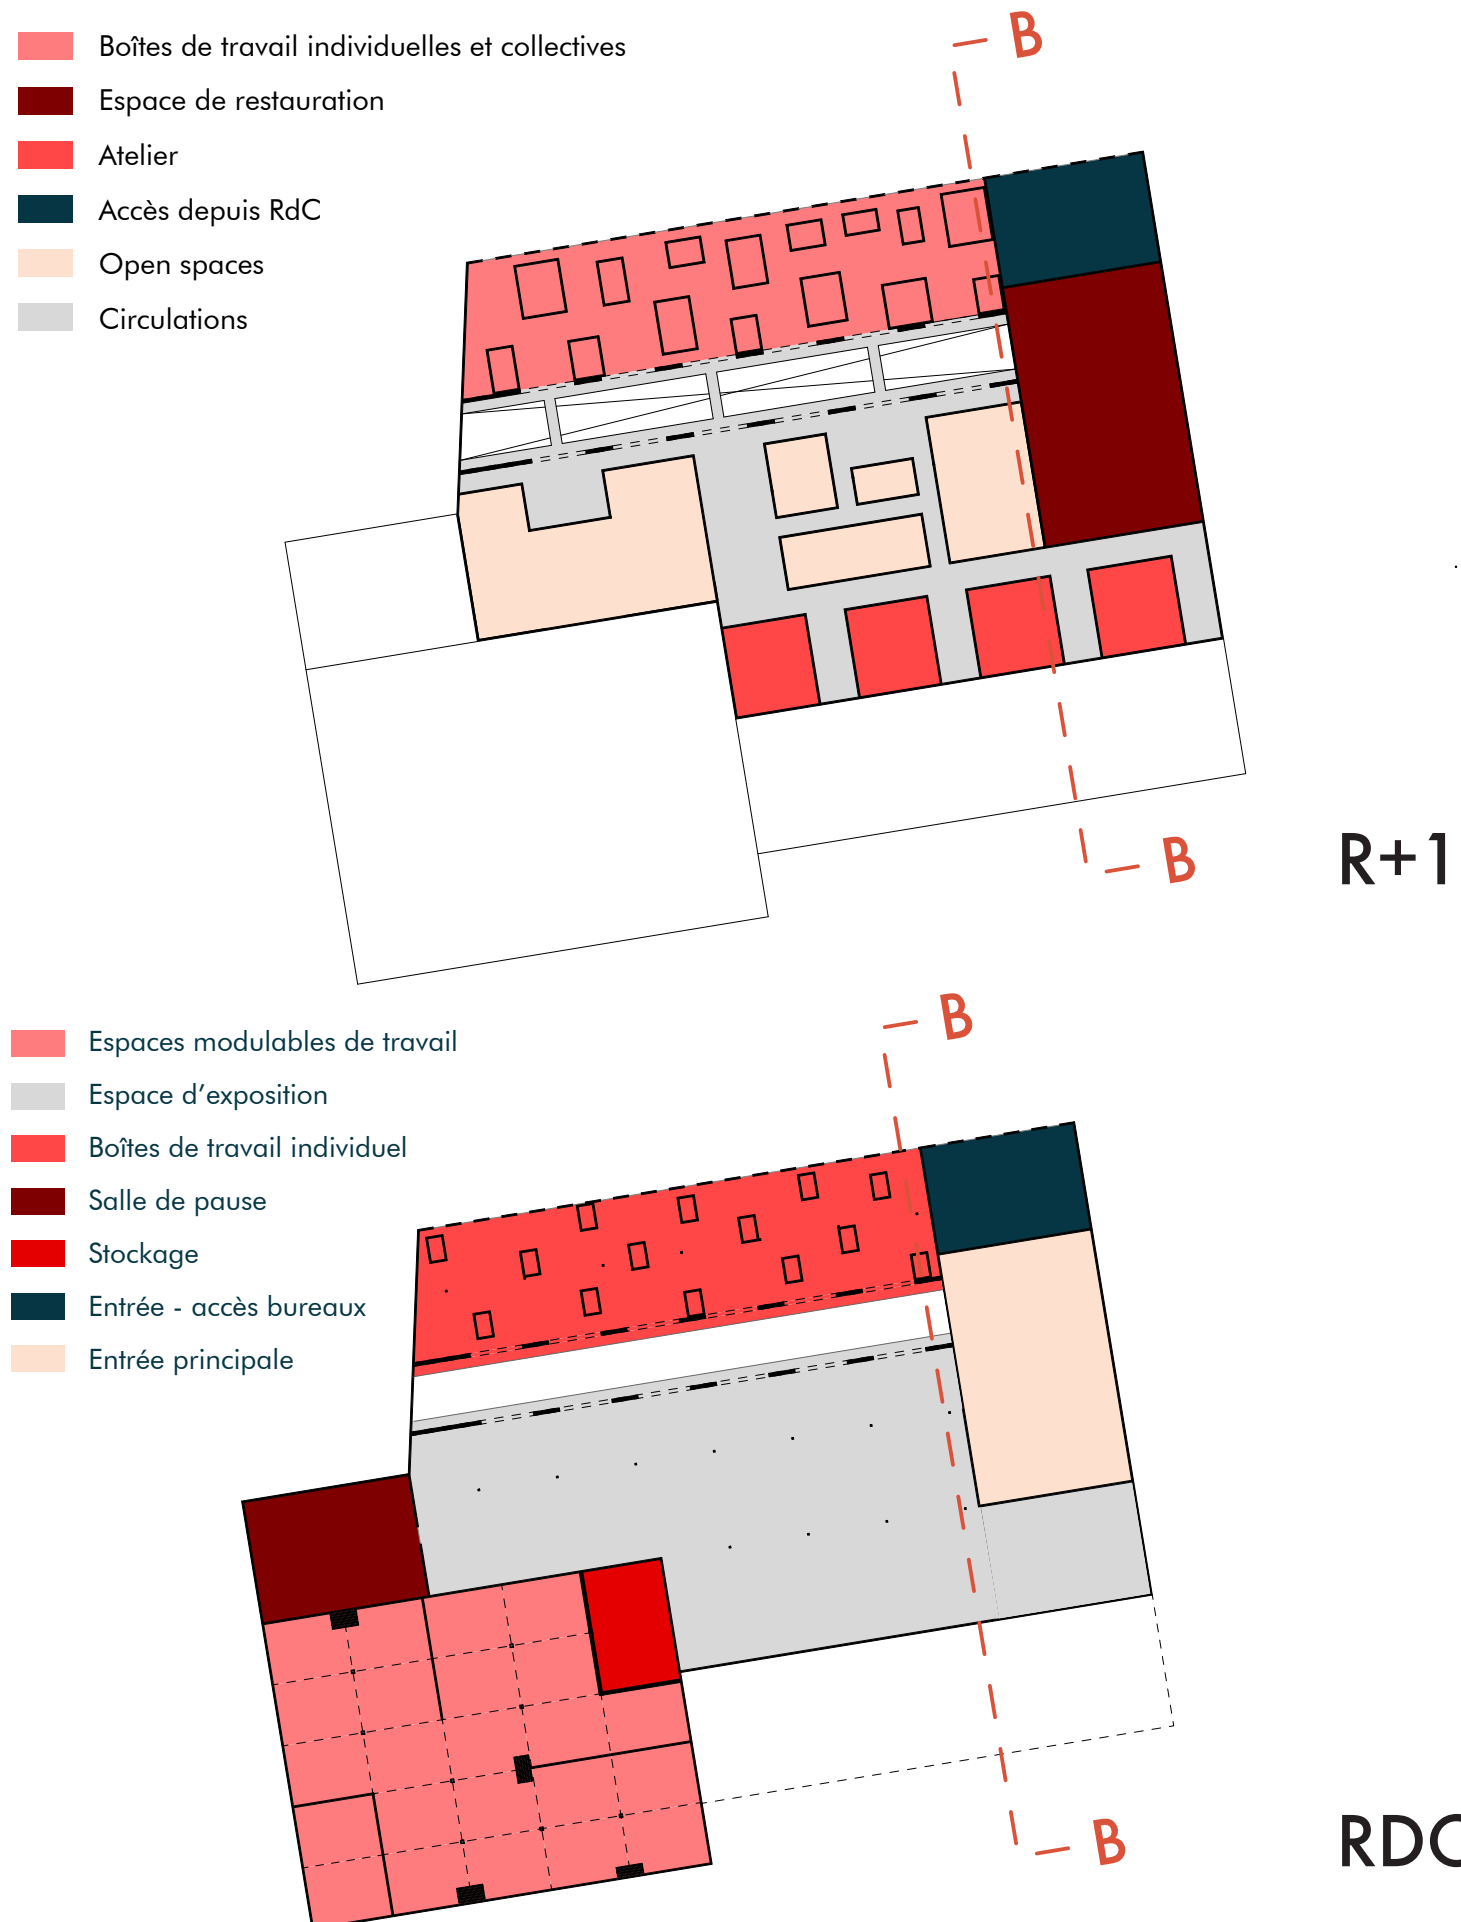 B
Boîtes de travail individuelles et collectives
Espace de restauration
Atelier
Accès depuis RdC
Open spaces
Circulations
B
R+1
B
Espaces modulables de travail
Espace d’exposition
Boîtes de travail individuel
Salle de pause
Stockage
Entrée - accès bureaux
Entrée principale
B
RDC